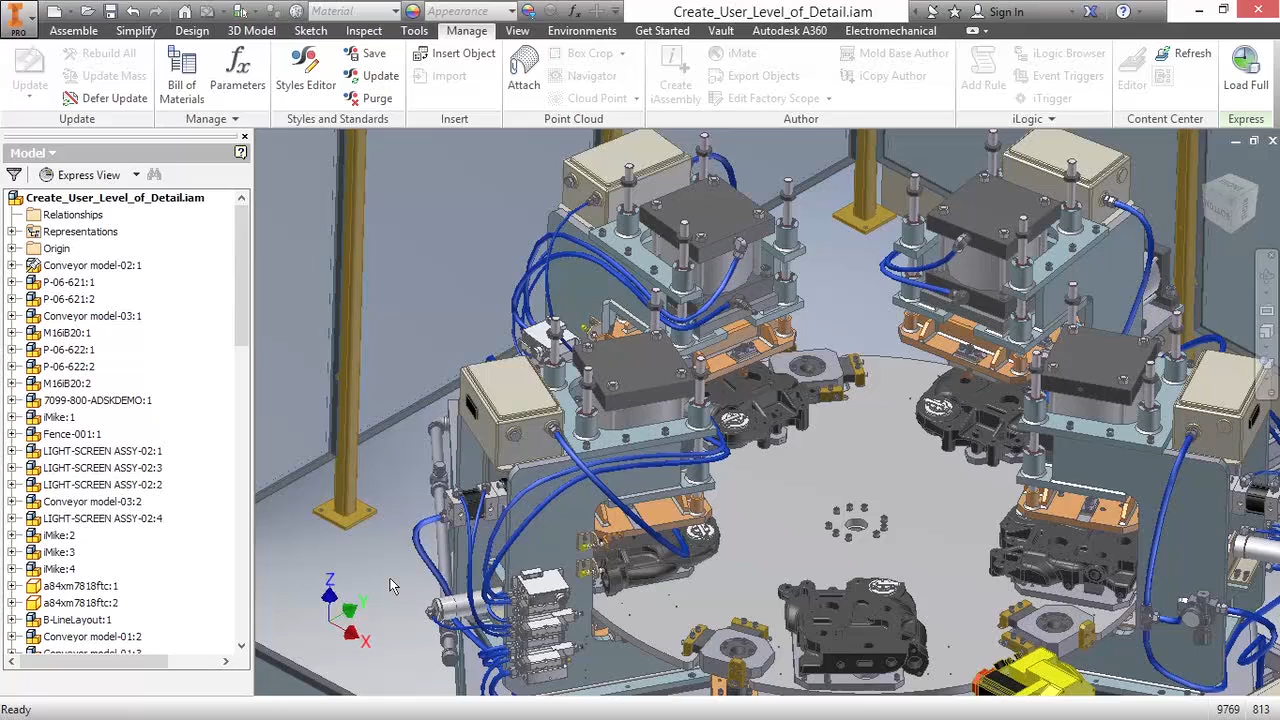 Material
Appearance
fx
Create_User_Level_of_Detail.iam
Sign In
PRO
Assemble
Simplify
Design
3D Model
Sketch
Inspect
Tools
Manage
View
Environments
Get Started
Vault
Autodesk A360
Electromechanical
Update
Rebuild All
Update Mass
Defer Update
Update
Bill of Materials
fx
Parameters
Manage
Styles Editor
Save
Update
Purge
Styles and Standards
Insert Object
Import
Insert
Attach
Box Crop
Navigator
Cloud Point
Point Cloud
Create iAssembly
iMate
Export Objects
Edit Factory Scope
Mold Base Author
iCopy Author
Author
Add Rule
iLogic Browser
Event Triggers
iTrigger
iLogic
Editor
Refresh
Content Center
Load Full
Express
Model
Express View
Create_User_Level_of_Detail.iam
Relationships
Representations
Origin
Conveyor model-02:1
P-06-621:1
P-06-621:2
Conveyor model-03:1
M16iB20:1
P-06-622:1
P-06-622:2
M16iB20:2
7099-800-ADSKDEMO:1
iMike:1
Fence-001:1
LIGHT-SCREEN ASSY-02:1
LIGHT-SCREEN ASSY-02:3
LIGHT-SCREEN ASSY-02:2
Conveyor model-03:2
LIGHT-SCREEN ASSY-02:4
iMike:2
iMike:3
iMike:4
a84xm7818ftc:1
a84xm7818ftc:2
B-LineLayout:1
Conveyor model-01:2
Z
Y
X
Ready
9769
813